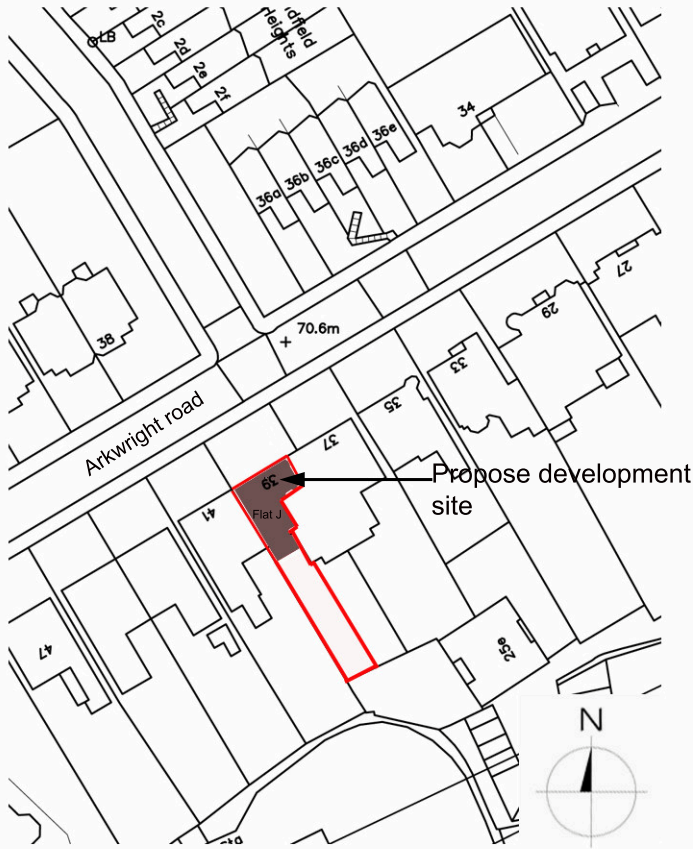 LB
2c
2d
2e
2f
Heights
36a
36b
36c
36d
36e
34
38
70.6m
27
29
33
35
37
39
41
47
25a
Arkwright road
Flat J
Propose development
site
N